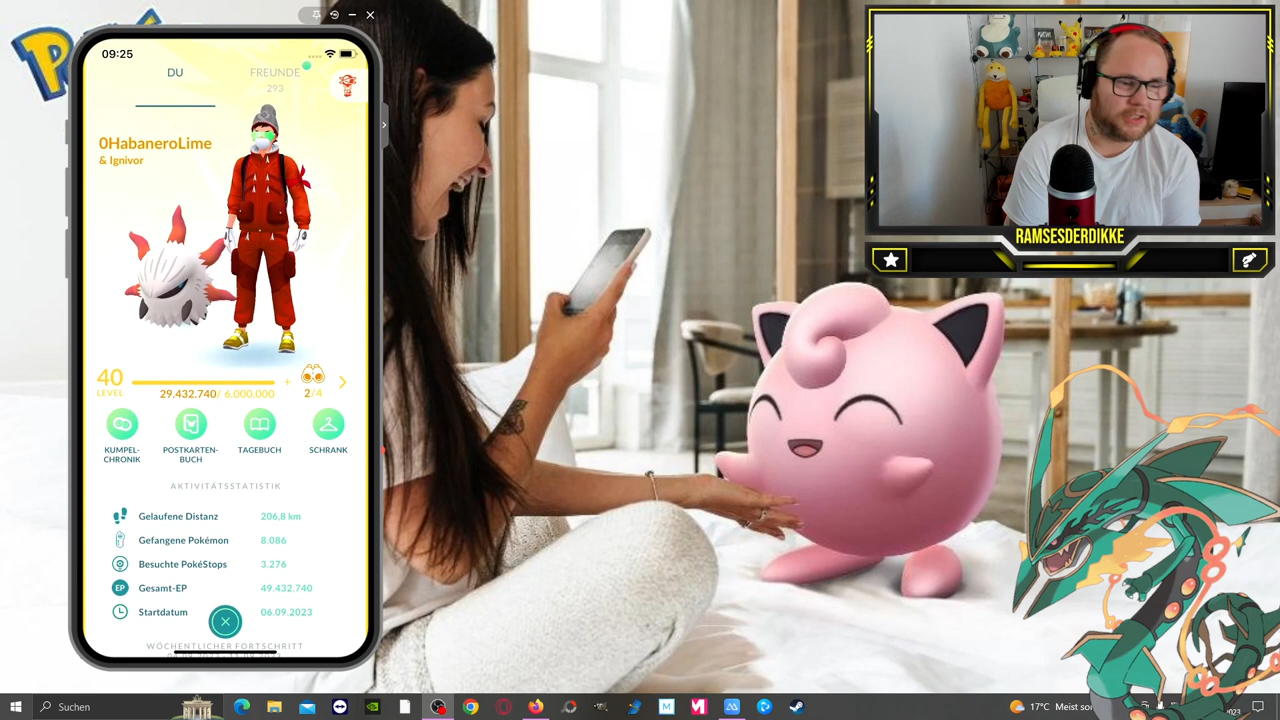 09:25
DU
FREUNDE
293
0HabaneroLime
& Ignivor
40
LEVEL
29.432.740/ 6.000.000
+
2/4
KUMPEL-
CHRONIK
POSTKARTEN-
BUCH
TAGEBUCH
SCHRANK
AKTIVITÄTSSTATISTIK
Gelaufene Distanz 206,8 km
Gefangene Pokémon 8.086
Besuchte PokéStops 3.276
EP Gesamt-EP 49.432.740
Startdatum 06.09.2023
WÖCHENTLICHER FORTSCHRITT
RAMSESDERDIKKE
Suchen
17°C Meist son